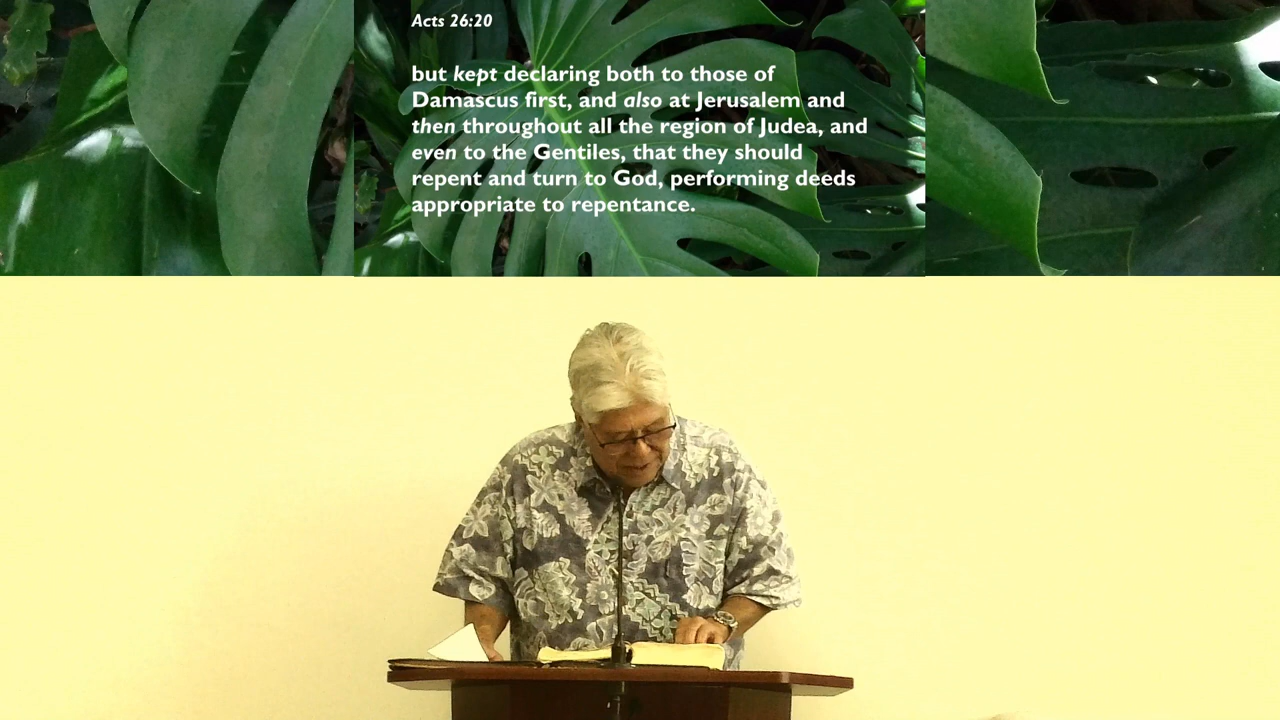 Acts 26:20
but kept declaring both to those of
Damascus first, and also at Jerusalem and
then throughout all the region of Judea, and
even to the Gentiles, that they should
repent and turn to God, performing deeds
appropriate to repentance.